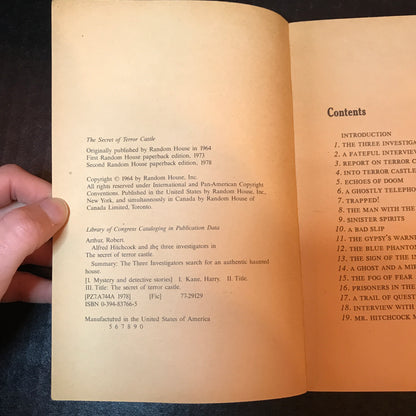 The Secret of Terror Castle
Originally published by Random House in 1964
First Random House paperback edition, 1973
Second Random House paperback edition, 1978
Copyright © 1964 by Random House, Inc.
All rights reserved under International and Pan-American Copyright
Conventions. Published in the United States by Random House, Inc.,
New York, and simultaneously in Canada by Random House of
Canada Limited, Toronto.
Library of Congress Cataloging in Publication Data
Arthur, Robert.
Alfred Hitchcock and the three investigators in
The secret of terror castle.
Summary: The Three Investigators search for an authentic haunted
house.
[1. Mystery and detective stories] I. Kane, Harry. II. Title.
III. Title: The secret of terror castle.
[PZ7.A744A 1978] [Fic] 77-29129
ISBN 0-394-83766-5
Manufactured in the United States of America
5 6 7 8 9 0
Contents
INTRODUCTION
1. THE THREE INVESTIGA
2. A FATEFUL INTERVIEW
3. REPORT ON TERROR C
4. INTO TERROR CASTLE
5. ECHOES OF DOOM
6. A GHOSTLY TELEPHO
7. TRAPPED!
8. THE MAN WITH THE
9. SINISTER SPIRITS
10. A BAD SLIP
11. THE GYPSY'S WARNI
12. THE BLUE PHANTOM
13. THE SIGN OF THE IN
14. A GHOST AND A MIR
15. THE FOG OF FEAR
16. PRISONERS IN THE
17. A TRAIL OF QUEST
18. INTERVIEW WITH
19. MR. HITCHCOCK M